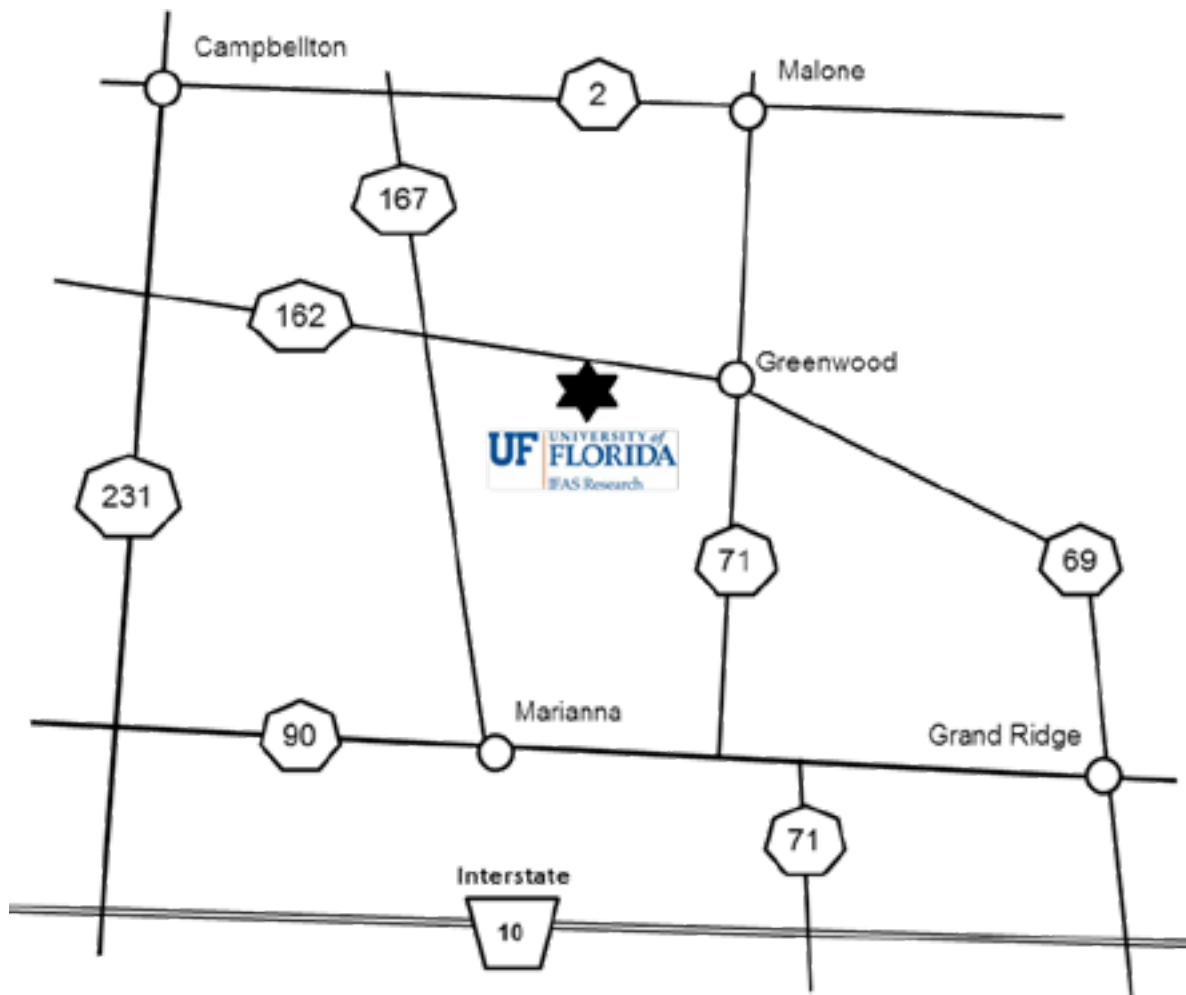 Campbellton
2
Malone
167
162
Greenwood
UF
UNIVERSITY of
FLORIDA
IFAS Research
231
71
69
Marianna
90
Grand Ridge
71
Interstate
10